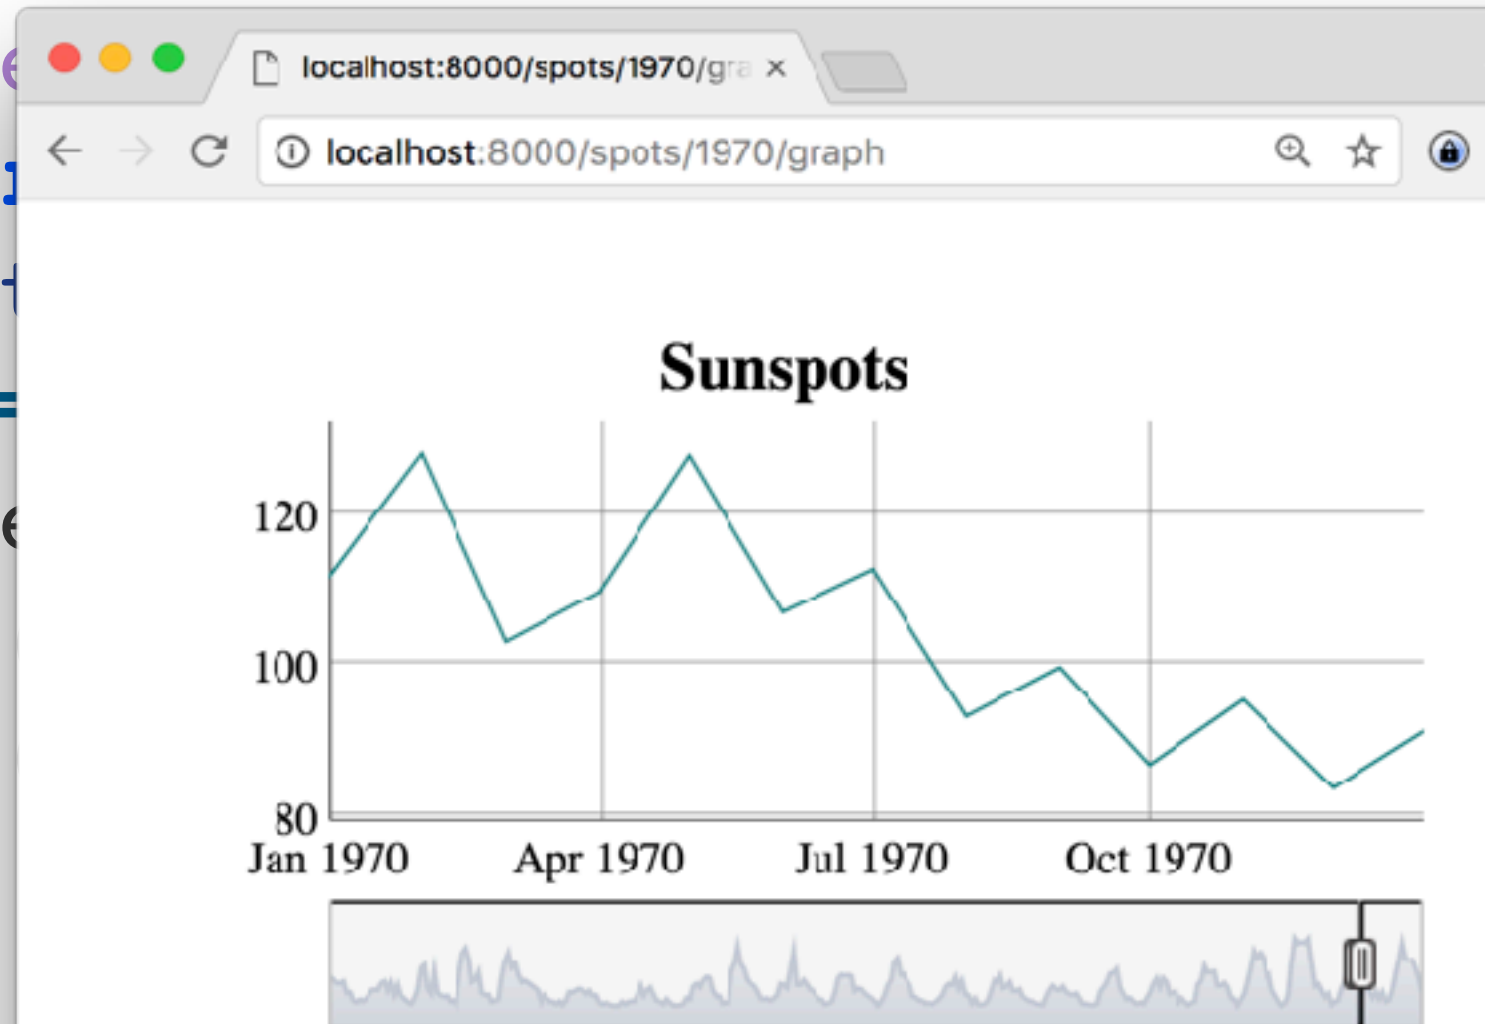 localhost:8000/spots/1970/gra
localhost:8000/spots/1970/graph
Sunspots
120
100
80
Jan 1970 Apr 1970 Jul 1970 Oct 1970